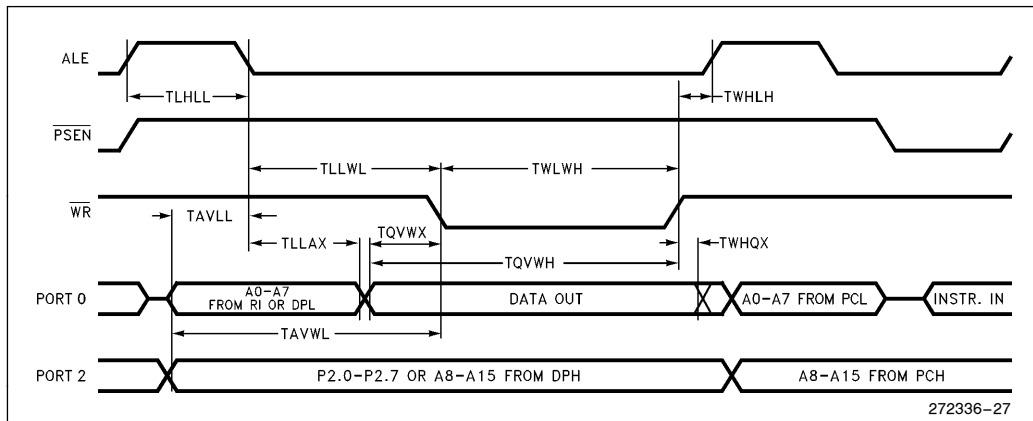 ALE
TLHLL
TWHLH
PSEN
TLLWL
TWLWH
WR
TAVLL
TQVWX
TLLAX
TWHQX
TQVWH
PORT 0
A0–A7
FROM RI OR DPL
DATA OUT
A0–A7 FROM PCL
INSTR. IN
TAVWL
PORT 2
P2.0–P2.7 OR A8–A15 FROM DPH
A8–A15 FROM PCH
272336–27